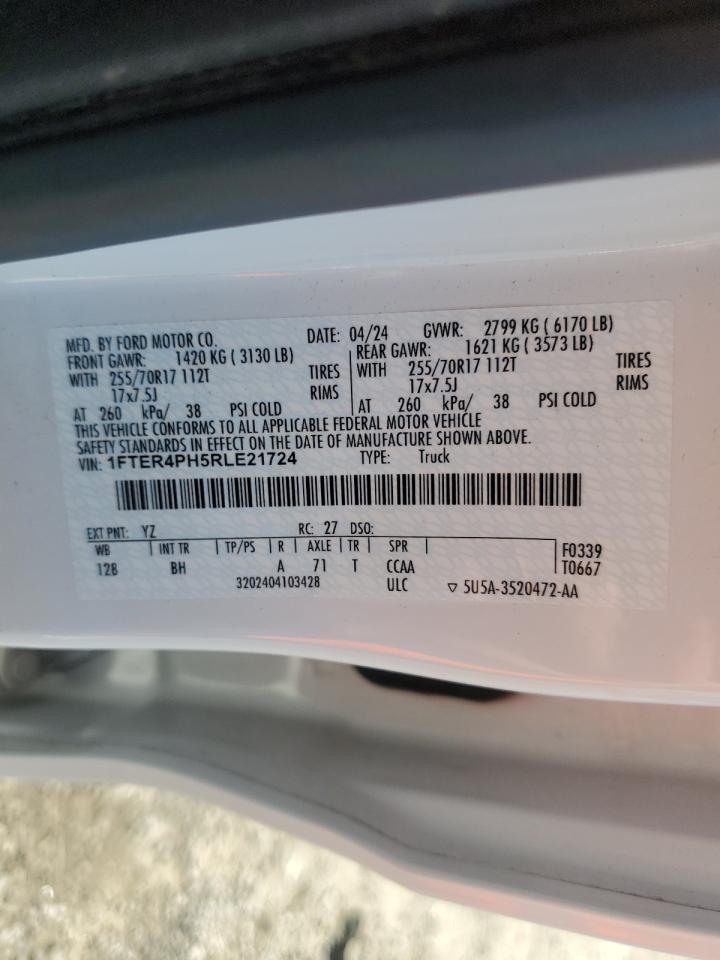 MFD. BY FORD MOTOR CO. DATE: 04/24 GVWR: 2799 KG ( 6170 LB)
FRONT GAWR: 1420 KG ( 3130 LB) REAR GAWR: 1621 KG ( 3573 LB)
WITH 255/70R17 112T TIRES WITH 255/70R17 112T TIRES
17x7.5J RIMS 17x7.5J RIMS
AT 260 kPa/ 38 PSI COLD AT 260 kPa/ 38 PSI COLD
THIS VEHICLE CONFORMS TO ALL APPLICABLE FEDERAL MOTOR VEHICLE
SAFETY STANDARDS IN EFFECT ON THE DATE OF MANUFACTURE SHOWN ABOVE.
VIN: 1FTER4PH5RLE21724 TYPE: Truck
EXT PNT: YZ RC: 27 DSO:
WB INT TR TP/PS R AXLE TR SPR F0339
128 BH A 71 T CCAA T0667
3202404103428 ULC ▽ 5U5A-3520472-AA